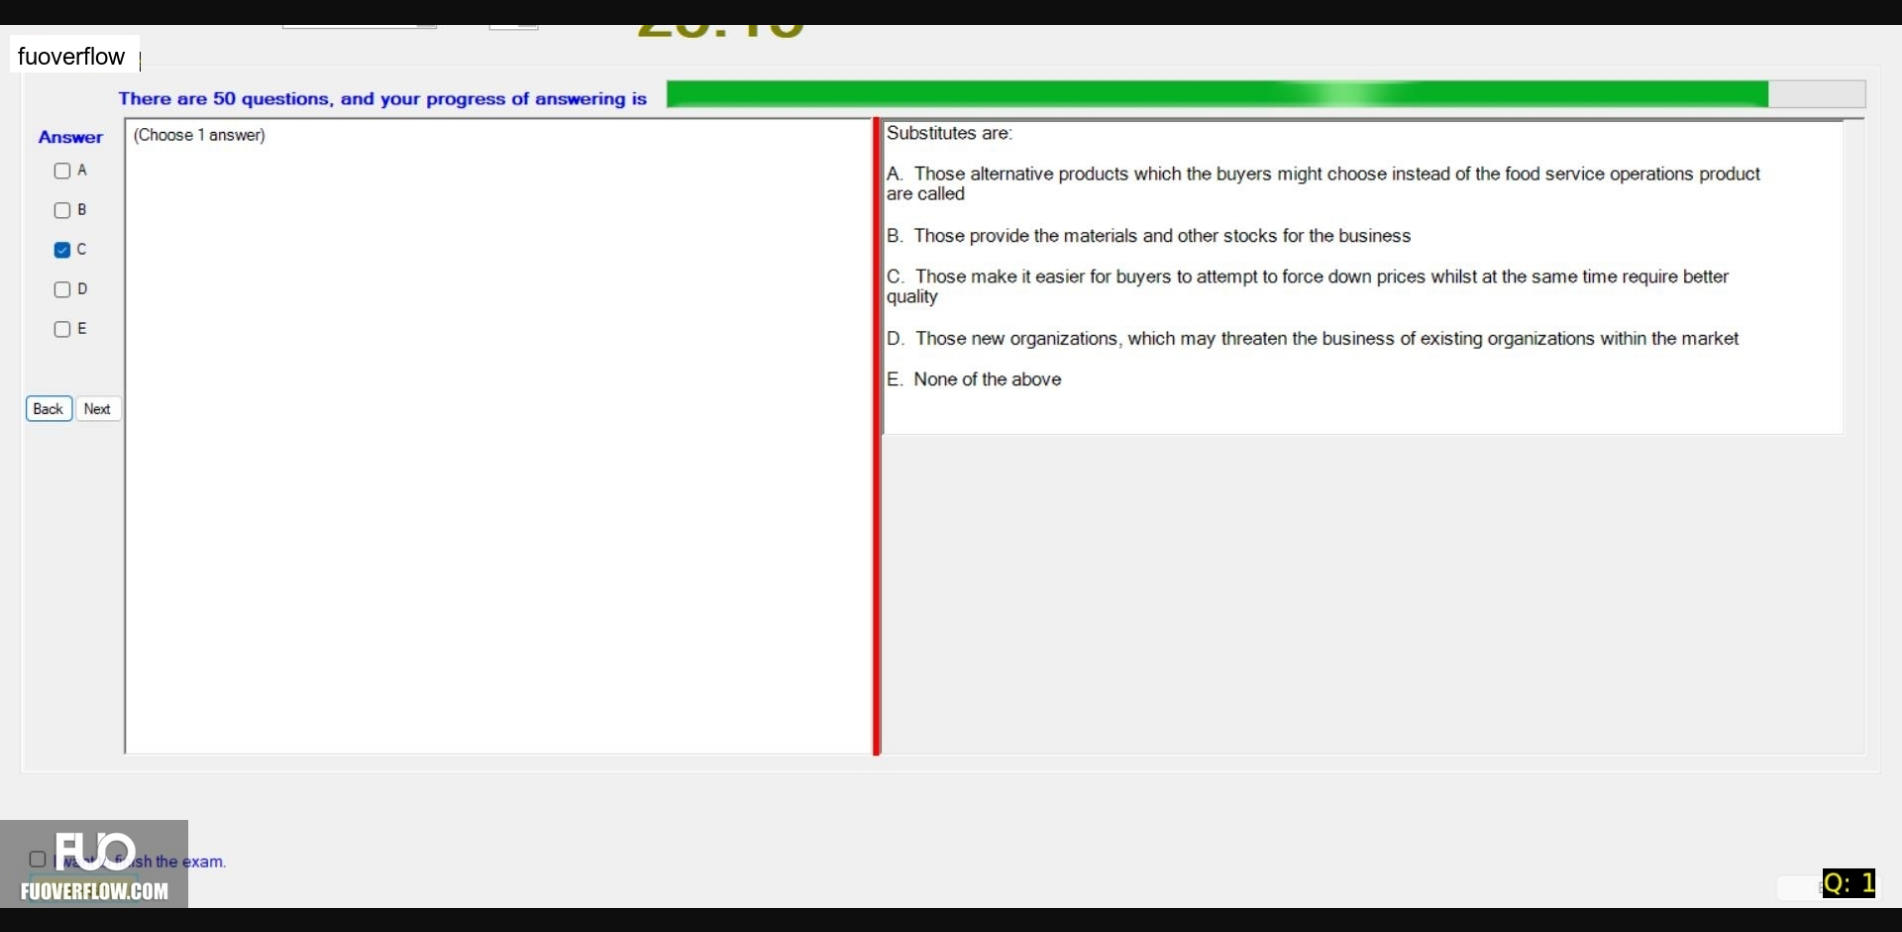 fuoverflow
There are 50 questions, and your progress of answering is
Answer
(Choose 1 answer)
A
B
C
D
E
Back Next
Substitutes are:
A. Those alternative products which the buyers might choose instead of the food service operations product
are called
B. Those provide the materials and other stocks for the business
C. Those make it easier for buyers to attempt to force down prices whilst at the same time require better
quality
D. Those new organizations, which may threaten the business of existing organizations within the market
E. None of the above
FUO
the exam.
FUOVERFLOW.COM
Q: 1